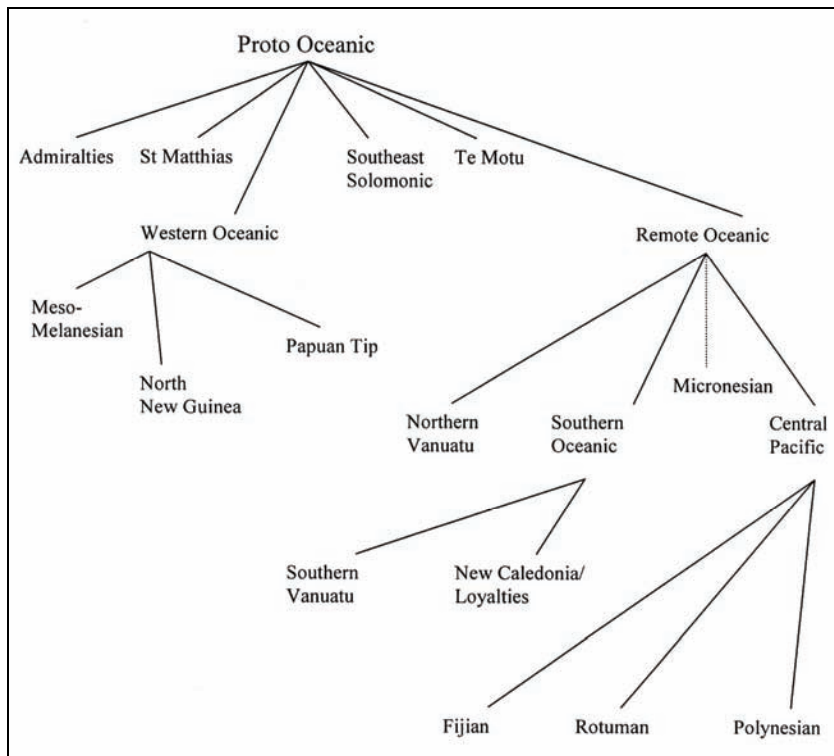 Proto Oceanic
Admiralties
St Matthias
Southeast
Solomonic
Te Motu
Western Oceanic
Remote Oceanic
Meso-
Melanesian
North
New Guinea
Papuan Tip
Northern
Vanuatu
Southern
Oceanic
Micronesian
Central
Pacific
Southern
Vanuatu
New Caledonia/
Loyalties
Fijian
Rotuman
Polynesian